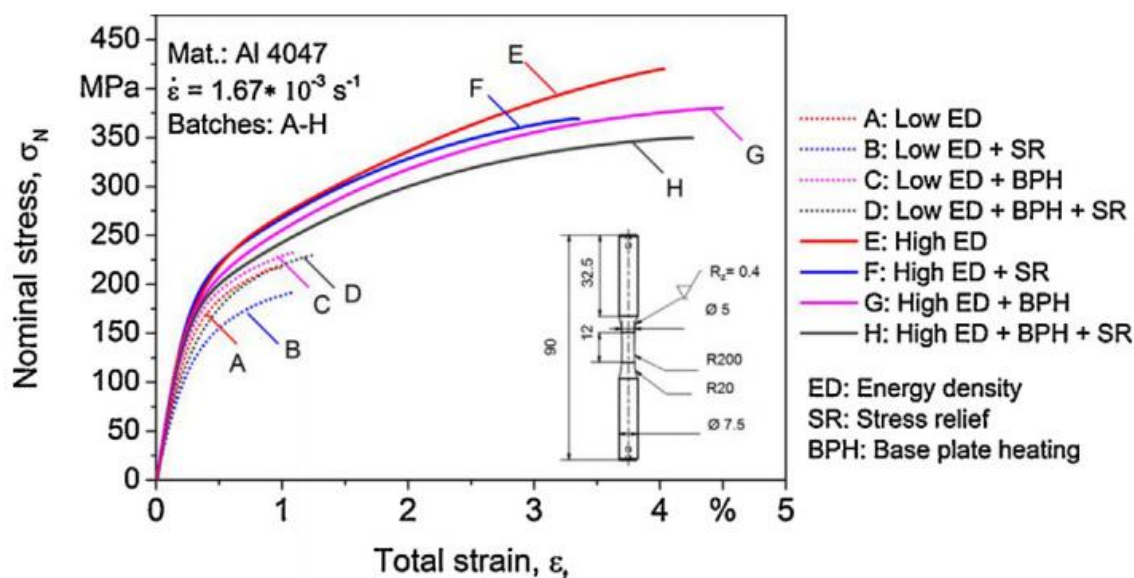 450
MPa
350
300
250
200
150
100
50
0
Nominal stress, σN
Mat.: Al 4047
ε̇ = 1.67* 10⁻³ s⁻¹
Batches: A-H
E
F
G
H
C
D
A
B
90
32.5
12
Rz= 0.4
Ø 5
R200
R20
Ø 7.5
0 1 2 3 4 % 5
Total strain, εt
A: Low ED
B: Low ED + SR
C: Low ED + BPH
D: Low ED + BPH + SR
E: High ED
F: High ED + SR
G: High ED + BPH
H: High ED + BPH + SR
ED: Energy density
SR: Stress relief
BPH: Base plate heating